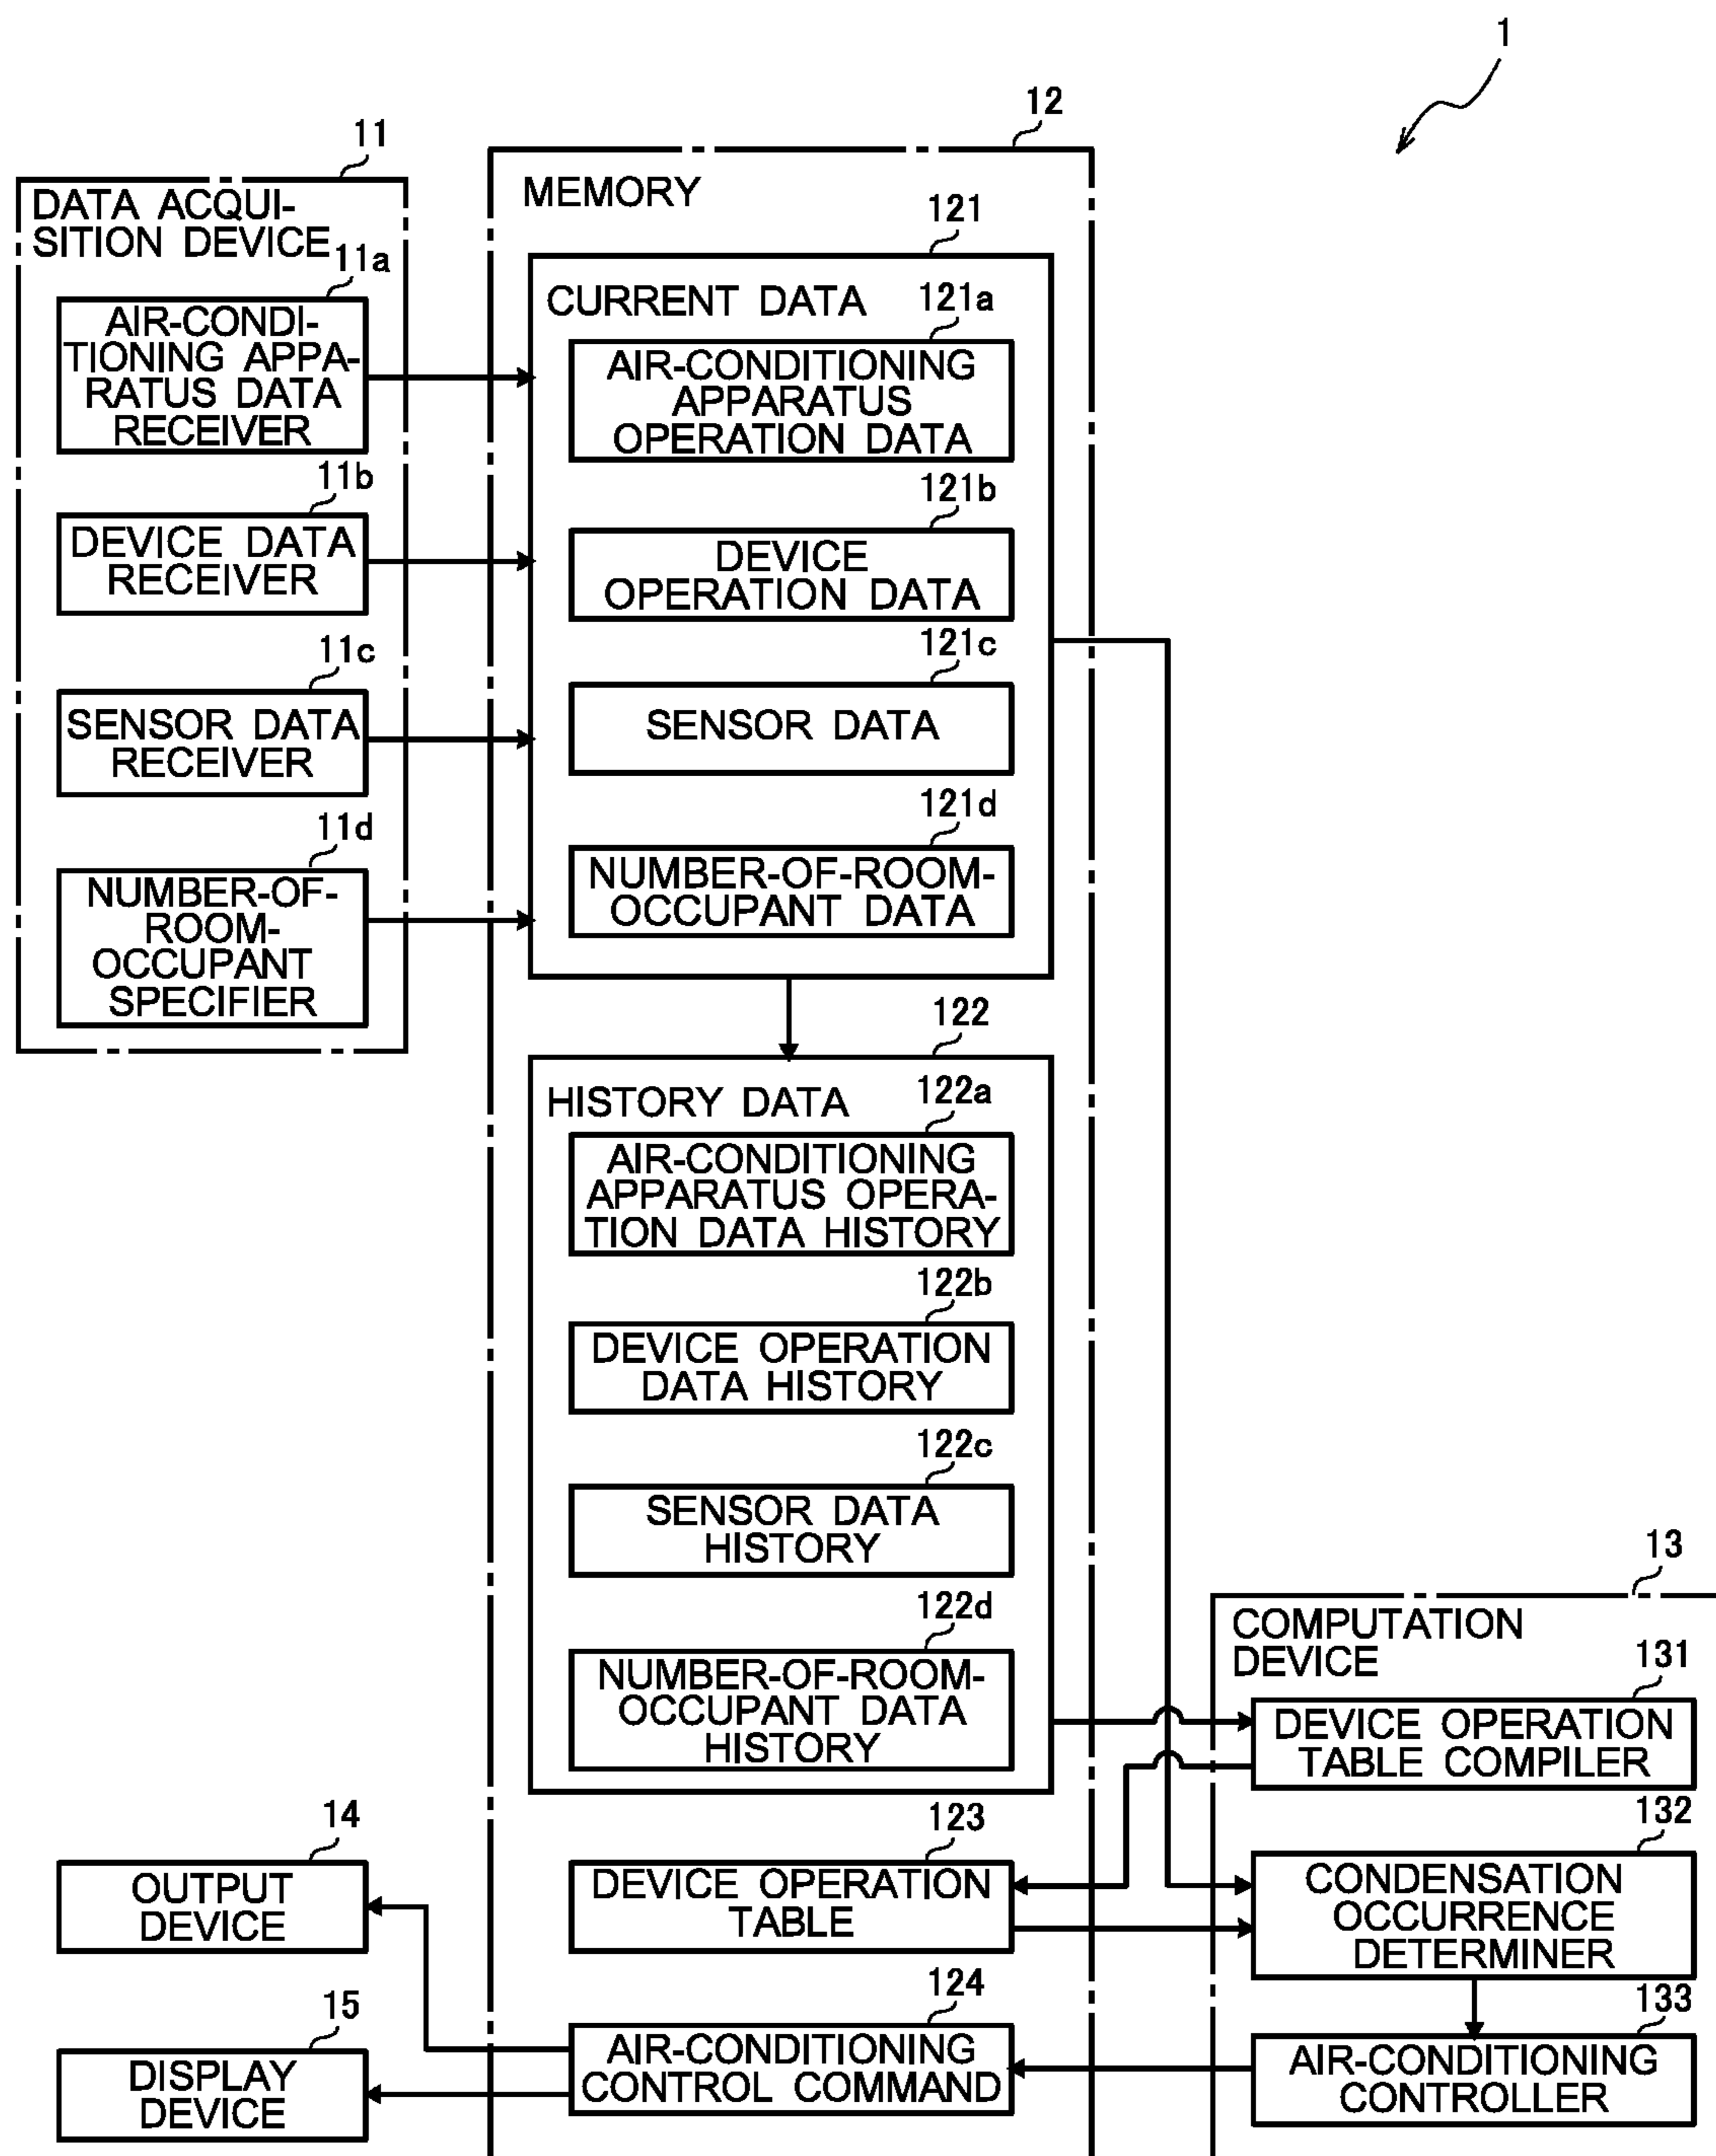 1
11
DATA ACQUI-
SITION DEVICE
11a
AIR-CONDI-
TIONING APPA-
RATUS DATA
RECEIVER
11b
DEVICE DATA
RECEIVER
11c
SENSOR DATA
RECEIVER
11d
NUMBER-OF-
ROOM-
OCCUPANT
SPECIFIER
12
MEMORY
121
CURRENT DATA
121a
AIR-CONDITIONING
APPARATUS
OPERATION DATA
121b
DEVICE
OPERATION DATA
121c
SENSOR DATA
121d
NUMBER-OF-ROOM-
OCCUPANT DATA
122
HISTORY DATA
122a
AIR-CONDITIONING
APPARATUS OPERA-
TION DATA HISTORY
122b
DEVICE OPERATION
DATA HISTORY
122c
SENSOR DATA
HISTORY
122d
NUMBER-OF-ROOM-
OCCUPANT DATA
HISTORY
123
DEVICE OPERATION
TABLE
124
AIR-CONDITIONING
CONTROL COMMAND
13
COMPUTATION
DEVICE
131
DEVICE OPERATION
TABLE COMPILER
132
CONDENSATION
OCCURRENCE
DETERMINER
133
AIR-CONDITIONING
CONTROLLER
14
OUTPUT
DEVICE
15
DISPLAY
DEVICE